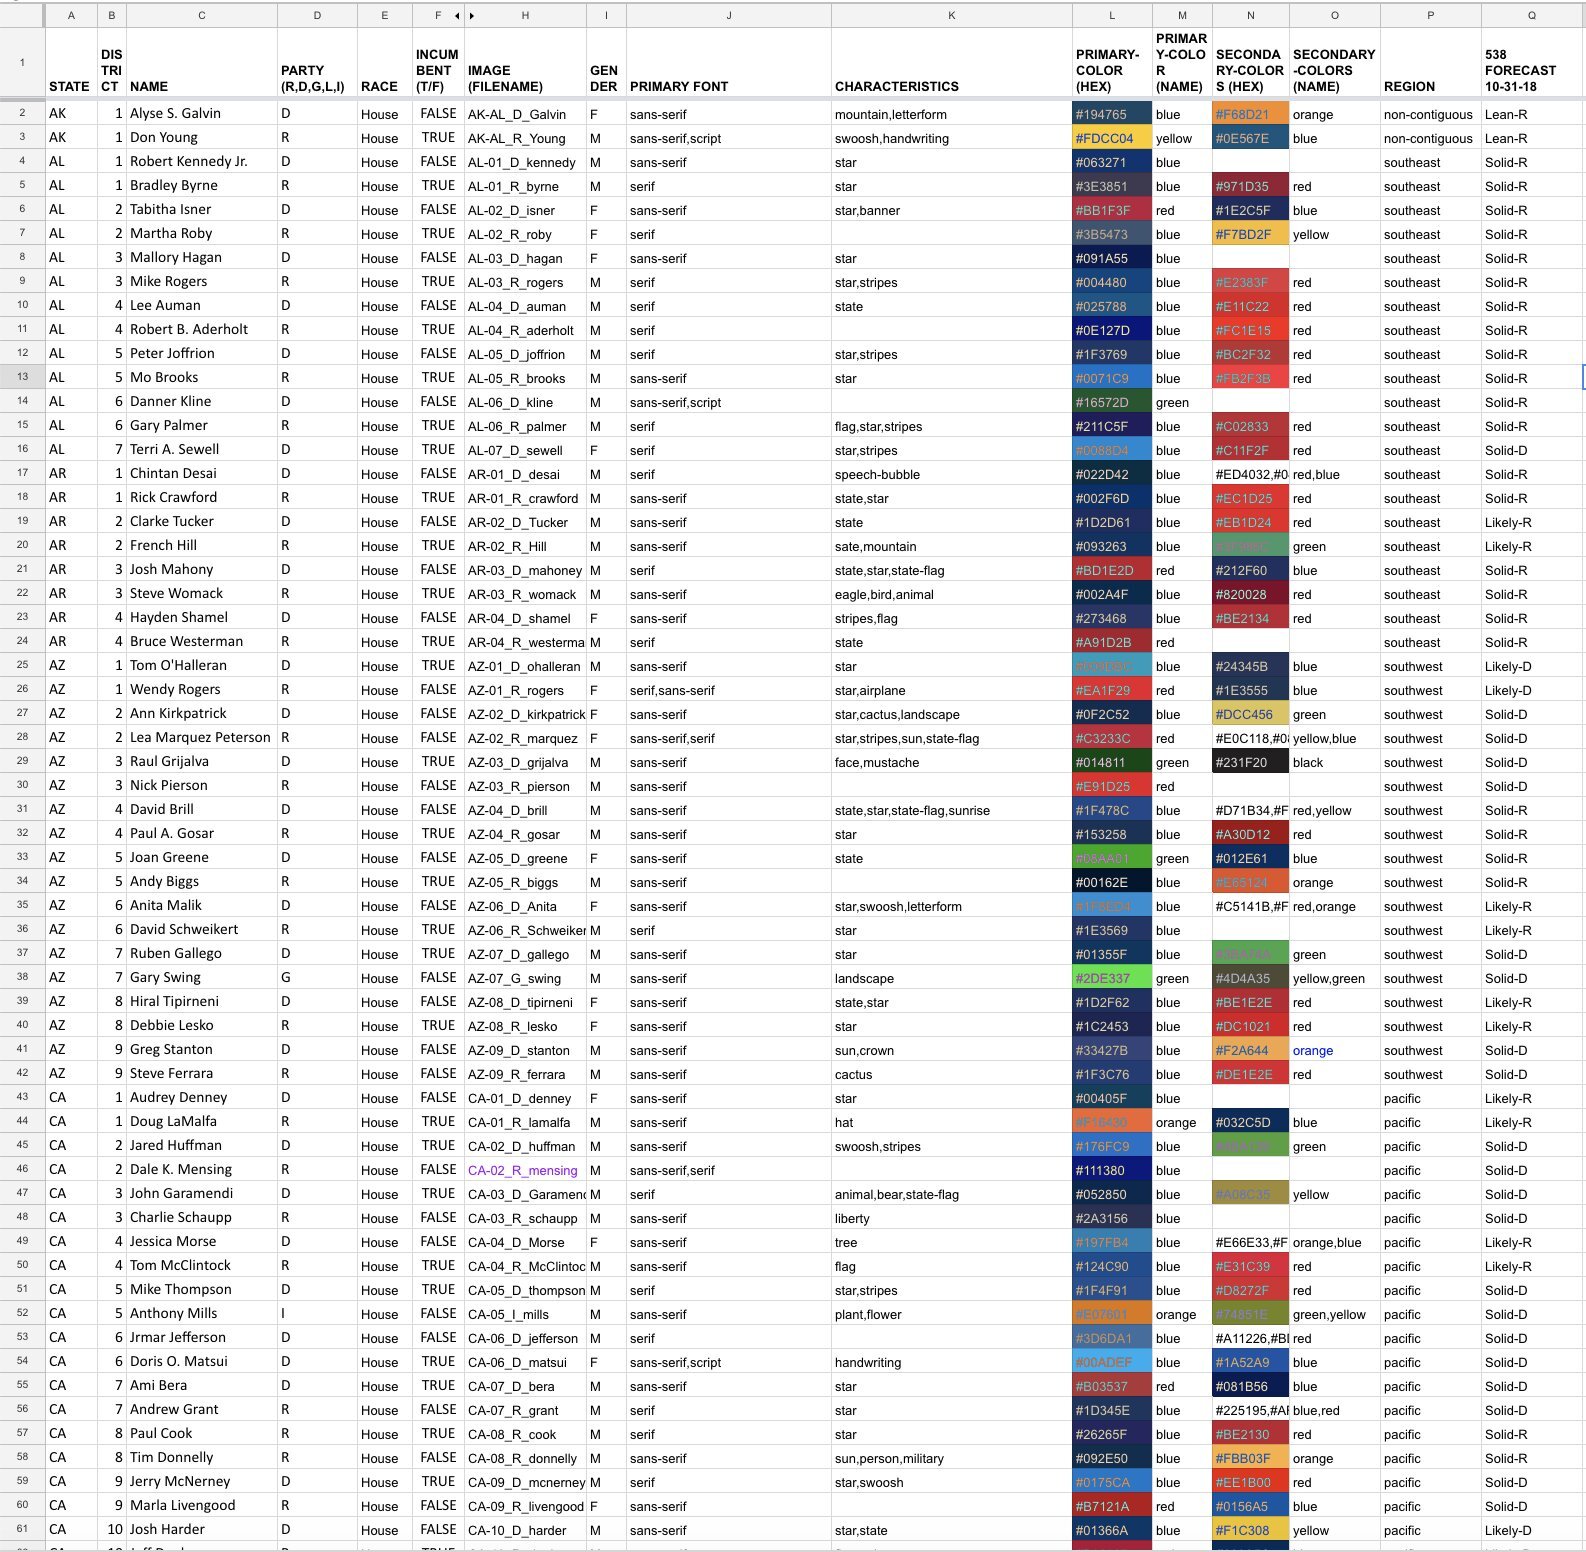 A B C D E F H I J K L M N O P Q
1 STATE DISTRICT NAME PARTY (R,D,G,L,I) RACE INCUMBENT (T/F) IMAGE (FILENAME) GENDER PRIMARY FONT CHARACTERISTICS PRIMARY-COLOR (HEX) PRIMARY-COLOR (NAME) SECONDARY-COLORS (HEX) SECONDARY-COLORS (NAME) REGION 538 FORECAST 10-31-18
2 AK 1 Alyse S. Galvin D House FALSE AK-AL_D_Galvin F sans-serif mountain,letterform #194765 blue #F68D21 orange non-contiguous Lean-R
3 AK 1 Don Young R House TRUE AK-AL_R_Young M sans-serif,script swoosh,handwriting #FDCC04 yellow #0E567E blue non-contiguous Lean-R
4 AL 1 Robert Kennedy Jr. D House FALSE AL-01_D_kennedy M sans-serif star #063271 blue southeast Solid-R
5 AL 1 Bradley Byrne R House TRUE AL-01_R_byrne M serif star #3E3851 blue #971D35 red southeast Solid-R
6 AL 2 Tabitha Isner D House FALSE AL-02_D_isner F sans-serif star,banner #BB1F3F red #1E2C5F blue southeast Solid-R
7 AL 2 Martha Roby R House TRUE AL-02_R_roby F serif #3B5473 blue #F7BD2F yellow southeast Solid-R
8 AL 3 Mallory Hagan D House FALSE AL-03_D_hagan F sans-serif star #091A55 blue southeast Solid-R
9 AL 3 Mike Rogers R House TRUE AL-03_R_rogers M serif star,stripes #004480 blue #E2383F red southeast Solid-R
10 AL 4 Lee Auman D House FALSE AL-04_D_auman M serif state #025788 blue #E11C22 red southeast Solid-R
11 AL 4 Robert B. Aderholt R House TRUE AL-04_R_aderholt M serif #0E127D blue #FC1E15 red southeast Solid-R
12 AL 5 Peter Joffrion D House FALSE AL-05_D_joffrion M serif star,stripes #1F3769 blue #BC2F32 red southeast Solid-R
13 AL 5 Mo Brooks R House TRUE AL-05_R_brooks M sans-serif star #0071C9 blue #FB2F3B red southeast Solid-R
14 AL 6 Danner Kline D House FALSE AL-06_D_kline M sans-serif,script #16572D green southeast Solid-R
15 AL 6 Gary Palmer R House TRUE AL-06_R_palmer M serif flag,star,stripes #211C5F blue #C02833 red southeast Solid-R
16 AL 7 Terri A. Sewell D House TRUE AL-07_D_sewell F serif star,stripes #0088D4 blue #C11F2F red southeast Solid-D
17 AR 1 Chintan Desai D House FALSE AR-01_D_desai M serif speech-bubble #022D42 blue #ED4032,#0 red,blue southeast Solid-R
18 AR 1 Rick Crawford R House TRUE AR-01_R_crawford M sans-serif state,star #002F6D blue #EC1D25 red southeast Solid-R
19 AR 2 Clarke Tucker D House FALSE AR-02_D_Tucker M sans-serif state #1D2D61 blue #EB1D24 red southeast Likely-R
20 AR 2 French Hill R House TRUE AR-02_R_Hill M sans-serif sate,mountain #093263 blue green southeast Likely-R
21 AR 3 Josh Mahony D House FALSE AR-03_D_mahoney M serif state,star,state-flag #BD1E2D red #212F60 blue southeast Solid-R
22 AR 3 Steve Womack R House TRUE AR-03_R_womack M sans-serif eagle,bird,animal #002A4F blue #820028 red southeast Solid-R
23 AR 4 Hayden Shamel D House FALSE AR-04_D_shamel F sans-serif stripes,flag #273468 blue #BE2134 red southeast Solid-R
24 AR 4 Bruce Westerman R House TRUE AR-04_R_westerma M serif state #A91D2B red southeast Solid-R
25 AZ 1 Tom O'Halleran D House TRUE AZ-01_D_ohalleran M sans-serif star blue #24345B blue southwest Likely-D
26 AZ 1 Wendy Rogers R House FALSE AZ-01_R_rogers F serif,sans-serif star,airplane #EA1F29 red #1E3555 blue southwest Likely-D
27 AZ 2 Ann Kirkpatrick D House FALSE AZ-02_D_kirkpatrick F sans-serif star,cactus,landscape #0F2C52 blue #DCC456 green southwest Solid-D
28 AZ 2 Lea Marquez Peterson R House FALSE AZ-02_R_marquez F sans-serif,serif star,stripes,sun,state-flag #C3233C red #E0C118,#0 yellow,blue southwest Solid-D
29 AZ 3 Raul Grijalva D House TRUE AZ-03_D_grijalva M sans-serif face,mustache #014811 green #231F20 black southwest Solid-D
30 AZ 3 Nick Pierson R House FALSE AZ-03_R_pierson M sans-serif #E91D25 red southwest Solid-D
31 AZ 4 David Brill D House FALSE AZ-04_D_brill M sans-serif state,star,state-flag,sunrise #1F478C blue #D71B34,#F red,yellow southwest Solid-R
32 AZ 4 Paul A. Gosar R House TRUE AZ-04_R_gosar M sans-serif star #153258 blue #A30D12 red southwest Solid-R
33 AZ 5 Joan Greene D House FALSE AZ-05_D_greene F sans-serif state #08AA01 green #012E61 blue southwest Solid-R
34 AZ 5 Andy Biggs R House TRUE AZ-05_R_biggs M sans-serif #00162E blue #E65124 orange southwest Solid-R
35 AZ 6 Anita Malik D House FALSE AZ-06_D_Anita F sans-serif star,swoosh,letterform #1F8ED4 blue #C5141B,#F red,orange southwest Likely-R
36 AZ 6 David Schweikert R House TRUE AZ-06_R_Schweiker M serif star #1E3569 blue southwest Likely-R
37 AZ 7 Ruben Gallego D House TRUE AZ-07_D_gallego M sans-serif star #01355F blue green southwest Solid-D
38 AZ 7 Gary Swing G House FALSE AZ-07_G_swing M sans-serif landscape #2DE337 green #4D4A35 yellow,green southwest Solid-D
39 AZ 8 Hiral Tipirneni D House FALSE AZ-08_D_tipirneni F sans-serif state,star #1D2F62 blue #BE1E2E red southwest Likely-R
40 AZ 8 Debbie Lesko R House TRUE AZ-08_R_lesko F sans-serif star #1C2453 blue #DC1021 red southwest Likely-R
41 AZ 9 Greg Stanton D House FALSE AZ-09_D_stanton M sans-serif sun,crown #33427B blue #F2A644 orange southwest Solid-D
42 AZ 9 Steve Ferrara R House FALSE AZ-09_R_ferrara M sans-serif cactus #1F3C76 blue #DE1E2E red southwest Solid-D
43 CA 1 Audrey Denney D House FALSE CA-01_D_denney F sans-serif star #00405F blue pacific Likely-R
44 CA 1 Doug LaMalfa R House TRUE CA-01_R_lamalfa M sans-serif hat #F16430 orange #032C5D blue pacific Likely-R
45 CA 2 Jared Huffman D House TRUE CA-02_D_huffman M sans-serif swoosh,stripes #176FC9 blue green pacific Solid-D
46 CA 2 Dale K. Mensing R House FALSE CA-02_R_mensing M sans-serif,serif #111380 blue pacific Solid-D
47 CA 3 John Garamendi D House TRUE CA-03_D_Garamend M serif animal,bear,state-flag #052850 blue #A08C35 yellow pacific Solid-D
48 CA 3 Charlie Schaupp R House FALSE CA-03_R_schaupp M sans-serif liberty #2A3156 blue pacific Solid-D
49 CA 4 Jessica Morse D House FALSE CA-04_D_Morse F sans-serif tree #197FB4 blue #E66E33,#F orange,blue pacific Likely-R
50 CA 4 Tom McClintock R House TRUE CA-04_R_McClintoc M sans-serif flag #124C90 blue #E31C39 red pacific Likely-R
51 CA 5 Mike Thompson D House TRUE CA-05_D_thompson M serif star,stripes #1F4F91 blue #D8272F red pacific Solid-D
52 CA 5 Anthony Mills I House FALSE CA-05_I_mills M sans-serif plant,flower #E07601 orange #74851E green,yellow pacific Solid-D
53 CA 6 Jrmar Jefferson D House FALSE CA-06_D_jefferson M serif #3D6DA1 blue #A11226,#B red pacific Solid-D
54 CA 6 Doris O. Matsui D House TRUE CA-06_D_matsui F sans-serif,script handwriting #00ADEF blue #1A52A9 blue pacific Solid-D
55 CA 7 Ami Bera D House TRUE CA-07_D_bera M sans-serif star #B03537 red #081B56 blue pacific Solid-D
56 CA 7 Andrew Grant R House FALSE CA-07_R_grant M serif star #1D345E blue #225195,#A blue,red pacific Solid-D
57 CA 8 Paul Cook R House TRUE CA-08_R_cook M serif star #26265F blue #BE2130 red pacific Solid-R
58 CA 8 Tim Donnelly R House FALSE CA-08_R_donnelly M sans-serif sun,person,military #092E50 blue #FBB03F orange pacific Solid-R
59 CA 9 Jerry McNerney D House TRUE CA-09_D_mcnerney M serif star,swoosh #0175CA blue #EE1B00 red pacific Solid-D
60 CA 9 Marla Livengood R House FALSE CA-09_R_livengood F sans-serif #B7121A red #0156A5 blue pacific Solid-D
61 CA 10 Josh Harder D House FALSE CA-10_D_harder M sans-serif star,state #01366A blue #F1C308 yellow pacific Likely-D